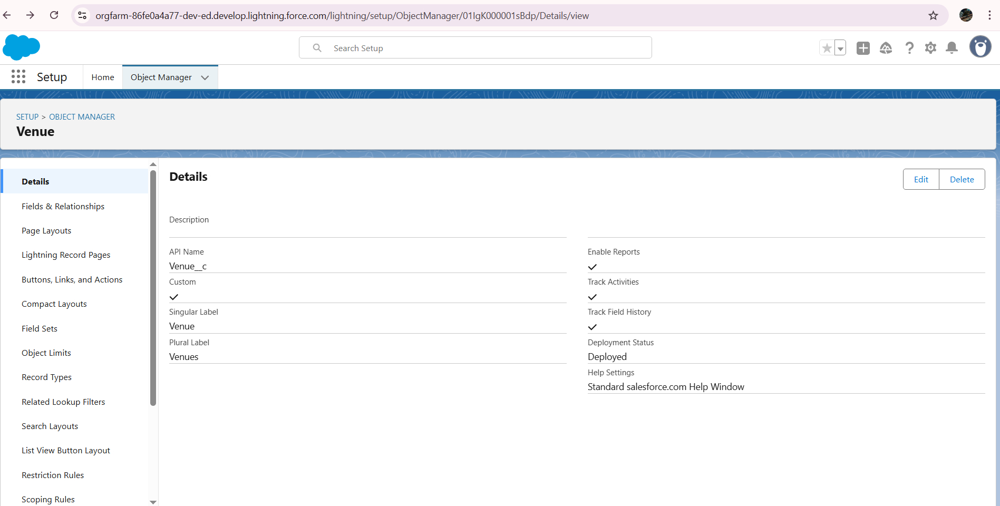 orgfarm-86fe0a4a77-dev-ed.develop.lightning.force.com/lightning/setup/ObjectManager/01IgK000001sBdp/Details/view
Search Setup
Setup
Home
Object Manager
SETUP > OBJECT MANAGER
Venue
Details
Fields & Relationships
Page Layouts
Lightning Record Pages
Buttons, Links, and Actions
Compact Layouts
Field Sets
Object Limits
Record Types
Related Lookup Filters
Search Layouts
List View Button Layout
Restriction Rules
Scoping Rules
Details
Edit
Delete
Description
API Name
Venue__c
Custom
Singular Label
Venue
Plural Label
Venues
Enable Reports
Track Activities
Track Field History
Deployment Status
Deployed
Help Settings
Standard salesforce.com Help Window